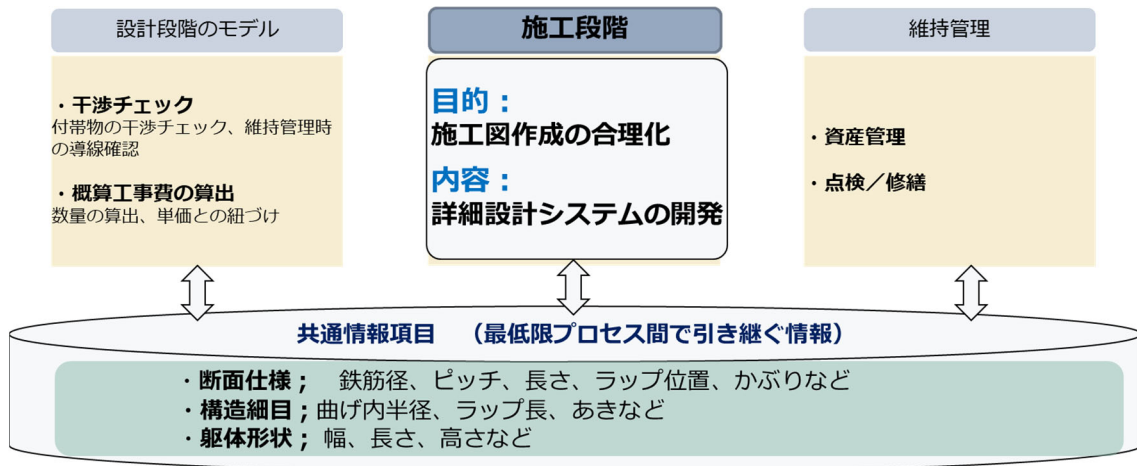 設計段階のモデル
・干渉チェック
付帯物の干渉チェック、維持管理時
の導線確認
・概算工事費の算出
数量の算出、単価との紐づけ
施工段階
目的：
施工図作成の合理化
内容：
詳細設計システムの開発
維持管理
・資産管理
・点検／修繕
共通情報項目　（最低限プロセス間で引き継ぐ情報）
・断面仕様；　鉄筋径、ピッチ、長さ、ラップ位置、かぶりなど
・構造細目；曲げ内半径、ラップ長、あきなど
・躯体形状；幅、長さ、高さなど